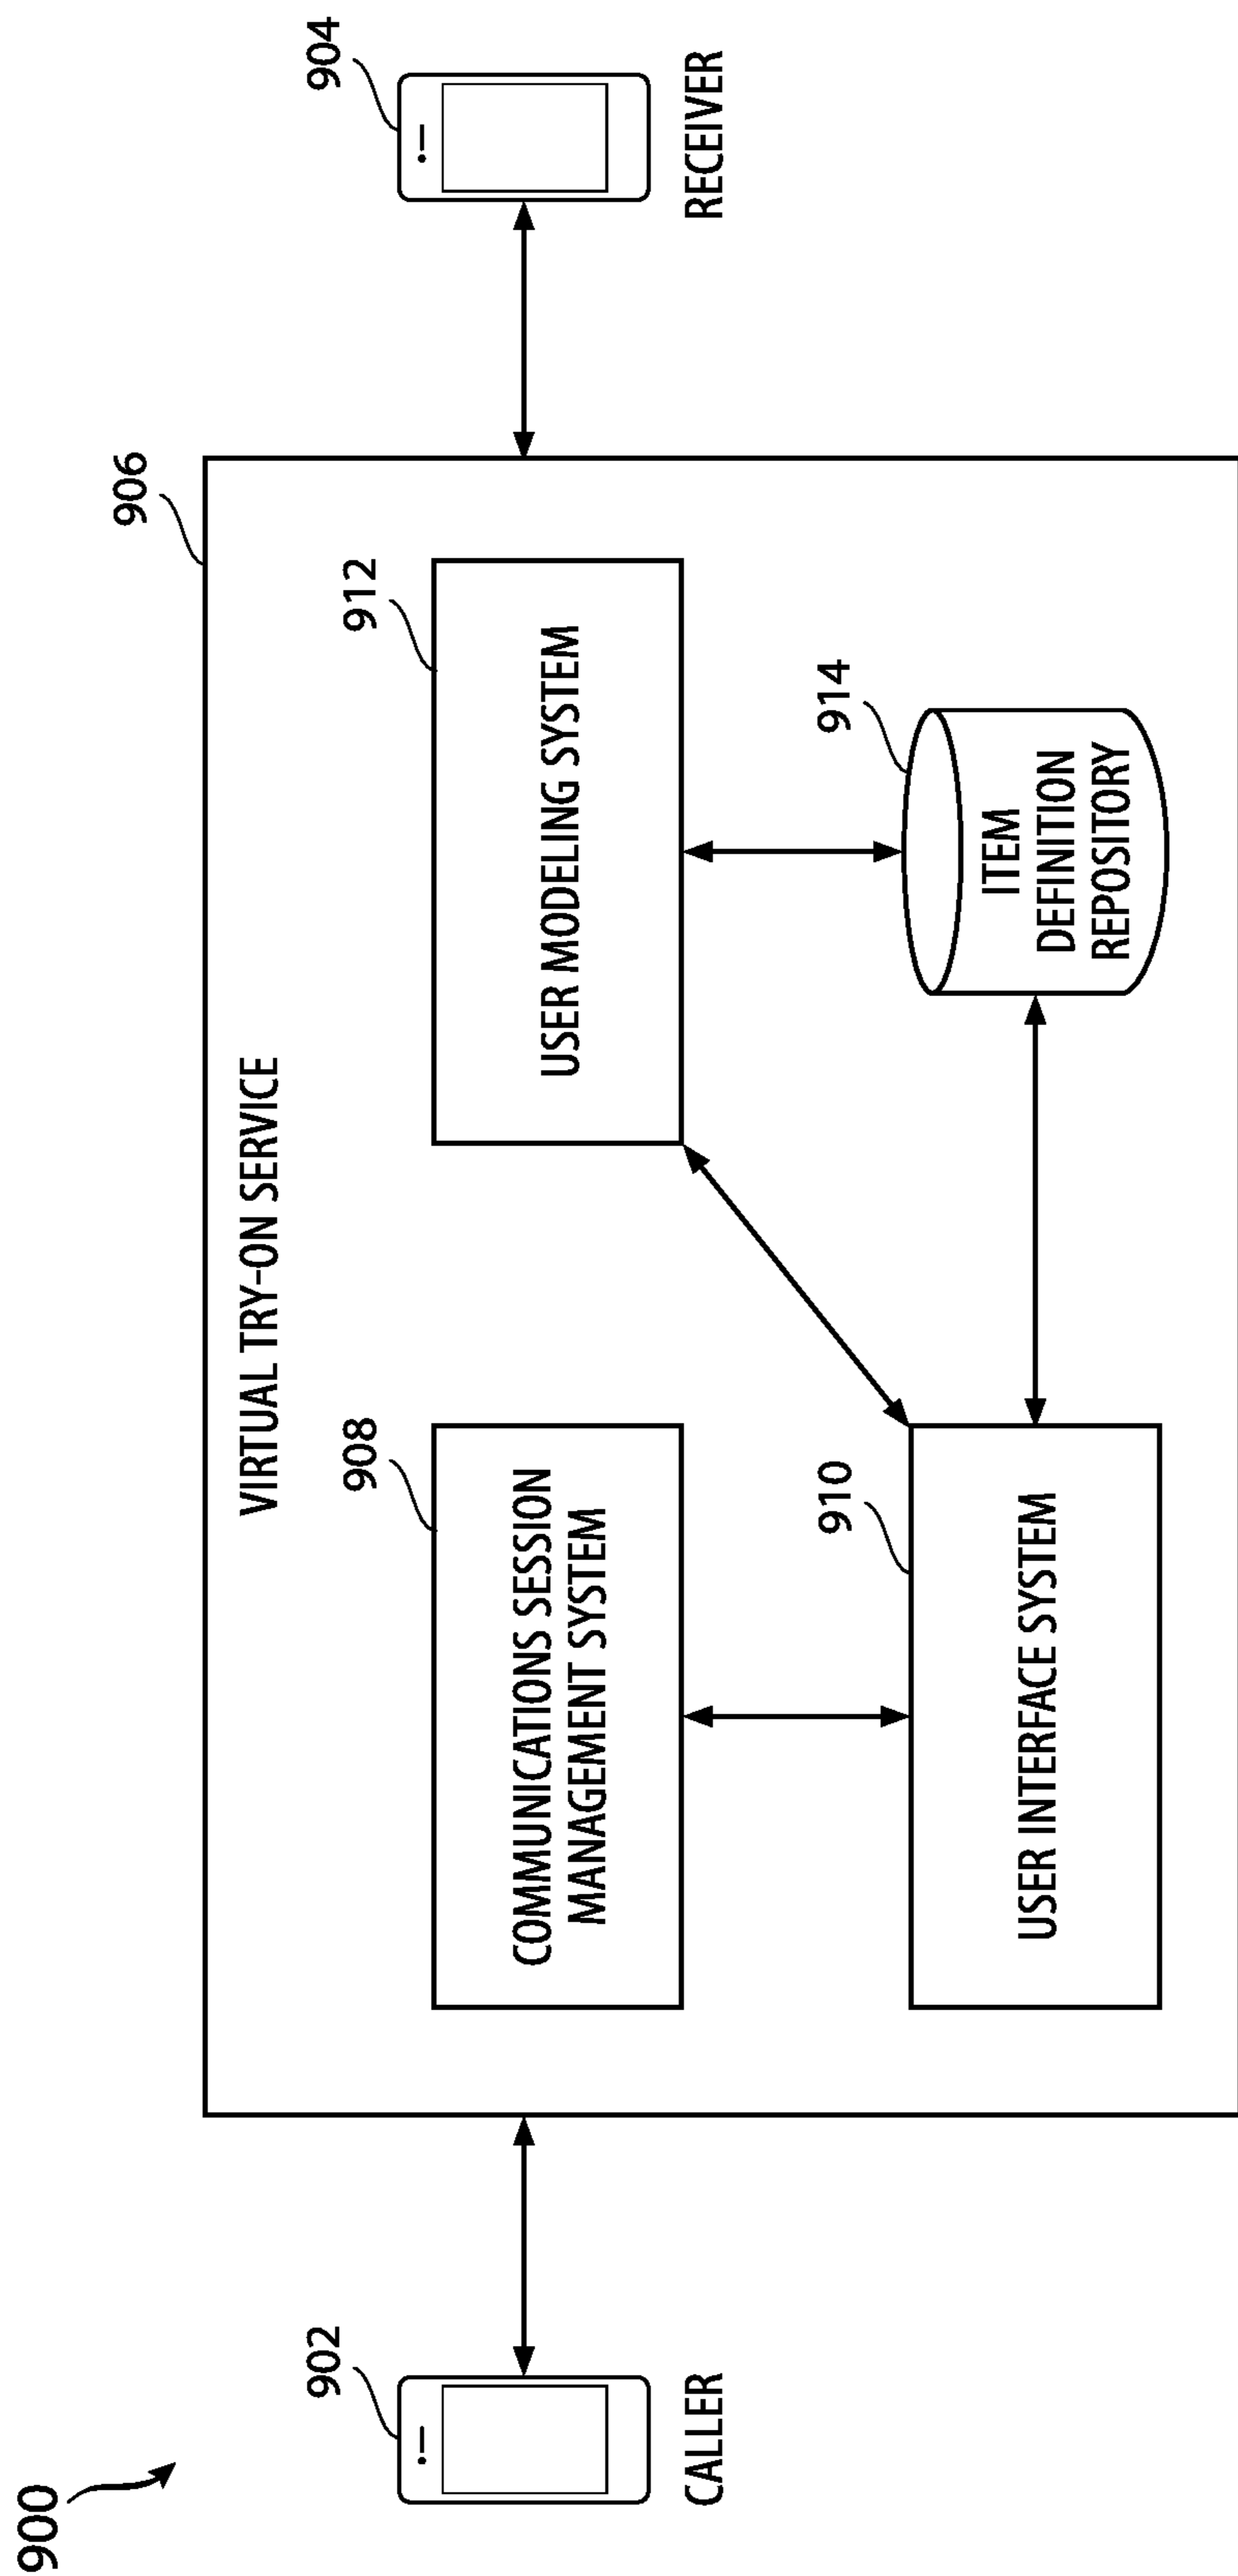 900
906
VIRTUAL TRY-ON SERVICE
902
908
912
904
COMMUNICATIONS SESSION
MANAGEMENT SYSTEM
USER MODELING SYSTEM
CALLER
RECEIVER
910
914
USER INTERFACE SYSTEM
ITEM
DEFINITION
REPOSITORY